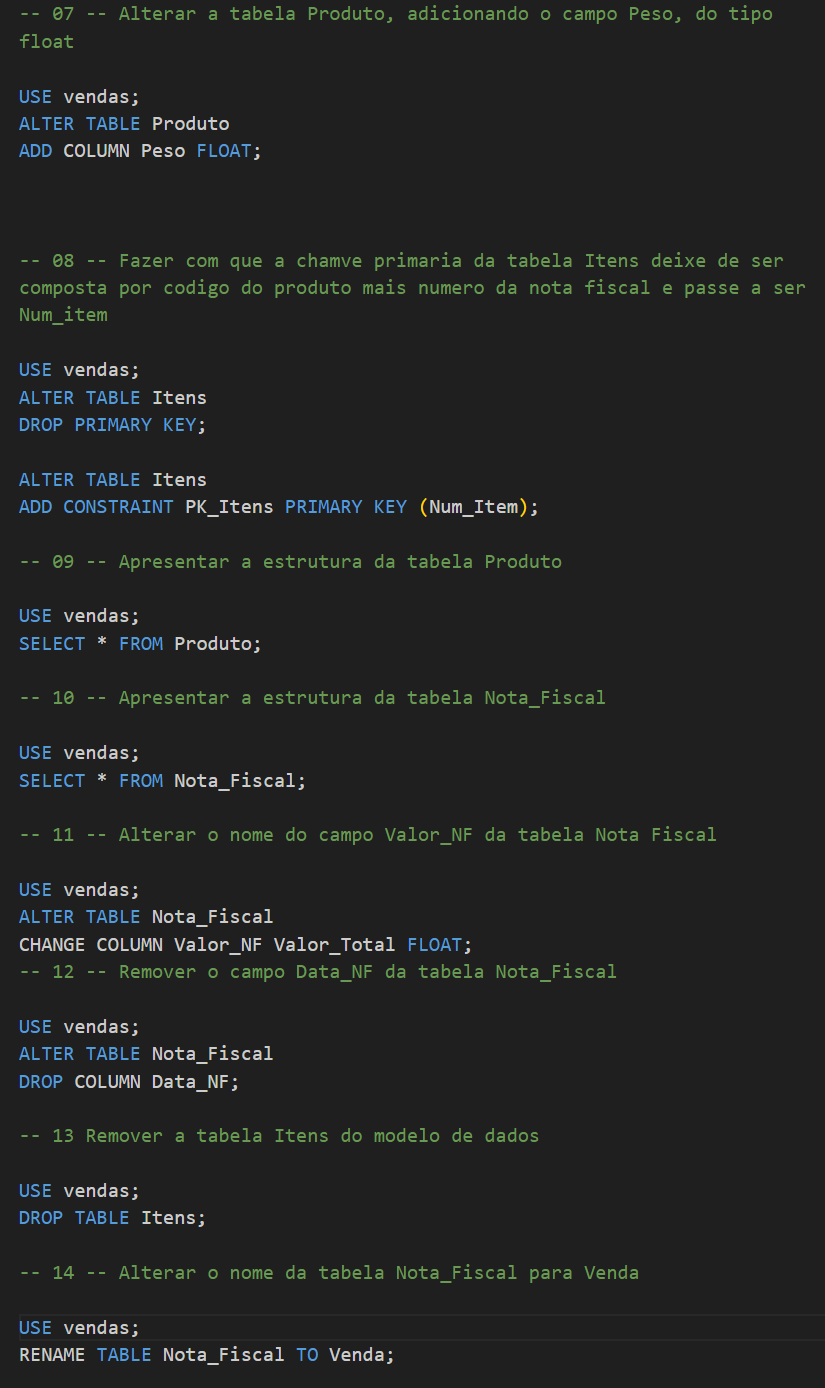 -- 07 -- Alterar a tabela Produto, adicionando o campo Peso, do tipo
float
USE vendas;
ALTER TABLE Produto
ADD COLUMN Peso FLOAT;
-- 08 -- Fazer com que a chamve primaria da tabela Itens deixe de ser
composta por codigo do produto mais numero da nota fiscal e passe a ser
Num_item
USE vendas;
ALTER TABLE Itens
DROP PRIMARY KEY;
ALTER TABLE Itens
ADD CONSTRAINT PK_Itens PRIMARY KEY (Num_Item);
-- 09 -- Apresentar a estrutura da tabela Produto
USE vendas;
SELECT * FROM Produto;
-- 10 -- Apresentar a estrutura da tabela Nota_Fiscal
USE vendas;
SELECT * FROM Nota_Fiscal;
-- 11 -- Alterar o nome do campo Valor_NF da tabela Nota Fiscal
USE vendas;
ALTER TABLE Nota_Fiscal
CHANGE COLUMN Valor_NF Valor_Total FLOAT;
-- 12 -- Remover o campo Data_NF da tabela Nota_Fiscal
USE vendas;
ALTER TABLE Nota_Fiscal
DROP COLUMN Data_NF;
-- 13 Remover a tabela Itens do modelo de dados
USE vendas;
DROP TABLE Itens;
-- 14 -- Alterar o nome da tabela Nota_Fiscal para Venda
USE vendas;
RENAME TABLE Nota_Fiscal TO Venda;